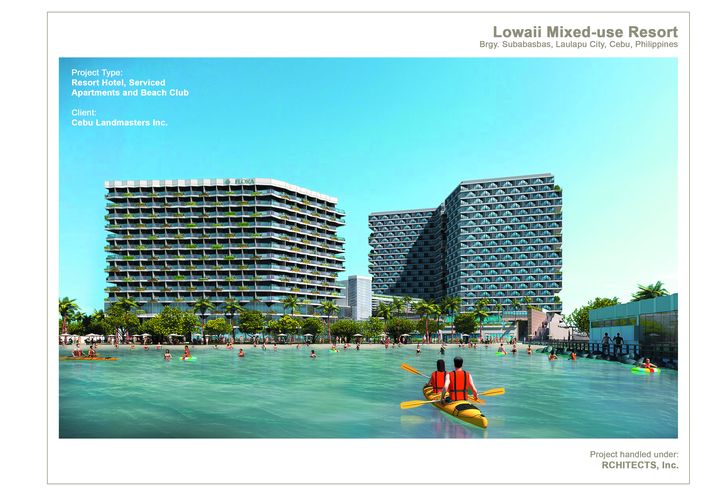 Lowaii Mixed-use Resort
Brgy. Subabasbas, Laulapu City, Cebu, Philippines
Project Type:
Resort Hotel, Serviced
Apartments and Beach Club
Client:
Cebu Landmasters Inc.
Project handled under:
RCHITECTS, Inc.